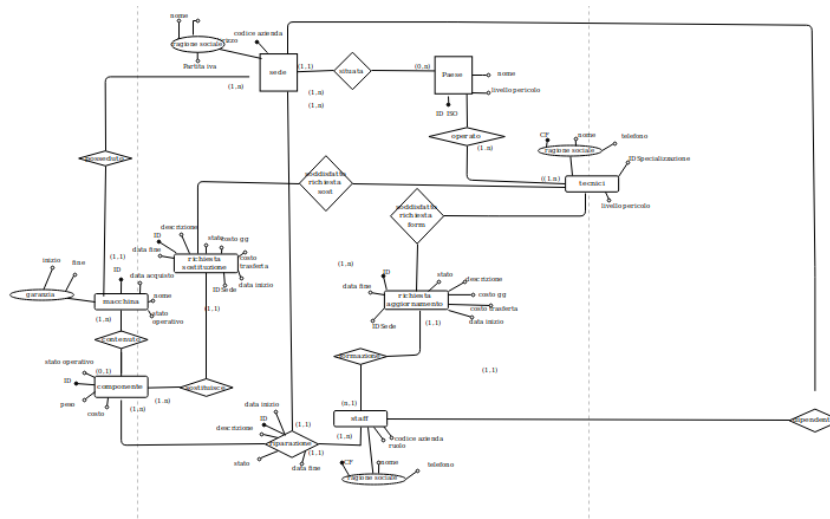 nome
codice azienda
ragione sociale
Partita iva
sede
(1,1)
situata
(0,n)
Paese
nome
livello pericolo
ID ISO
(1,n)
(1,n)
(1,n)
operato
(1,n)
CF
nome
telefono
ragione sociale
ID Specializzazione
((1,n)
tecnici
livello pericolo
posseduto
soddisfatta
richiesta
sost
soddisfatta
richiesta
form
descrizione
ID
stato
costo gg
data fine
costo
trasferta
richiesta
sostituzione
data inizio
ID Sede
(1,1)
inizio
fine
(1,1)
ID
data acquisto
garanzia
macchina
nome
stato
operativo
(1,n)
contenuto
(1,n)
ID
stato
descrizione
data fine
costo gg
richiesta
aggiornamento
costo trasferta
data inizio
ID Sede
(1,1)
formazione
(1,1)
stato operativo
(0,1)
ID
componente
sostituisce
peso
costo
(1,n)
(1,n)
data inizio
ID
descrizione
(1,1)
riparazione
(1,1)
stato
data fine
(n,1)
staff
(1,n)
codice azienda
ruolo
CF
nome
telefono
ragione sociale
dipendent